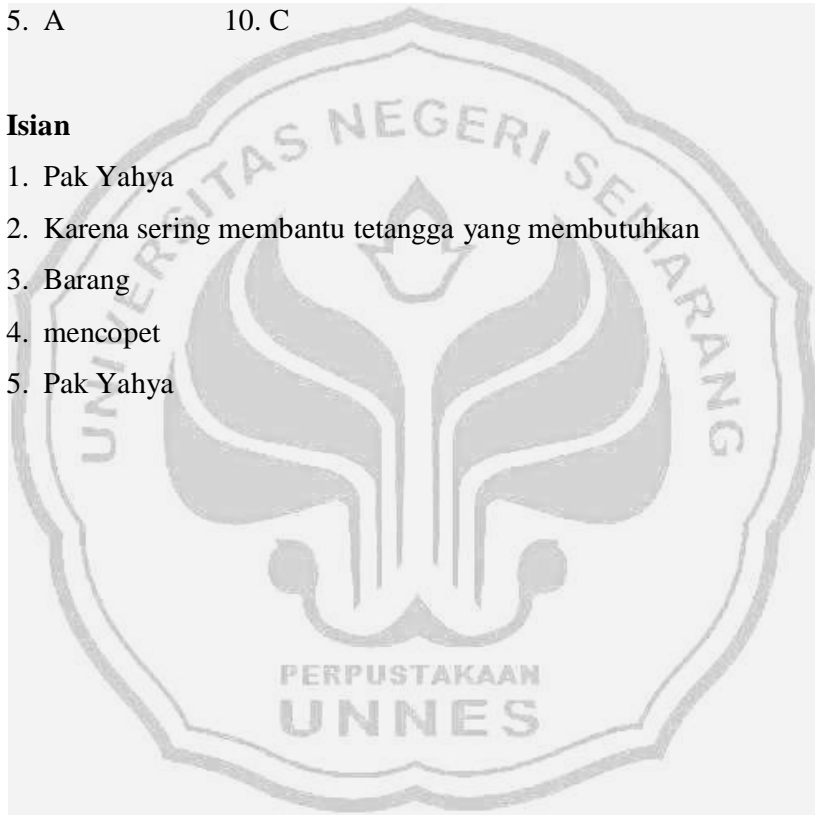 5. A 10. C
Isian
1. Pak Yahya
2. Karena sering membantu tetangga yang membutuhkan
3. Barang
4. mencopet
5. Pak Yahya
UNIVERSITAS NEGERI SEMARANG
PERPUSTAKAAN
UNNES